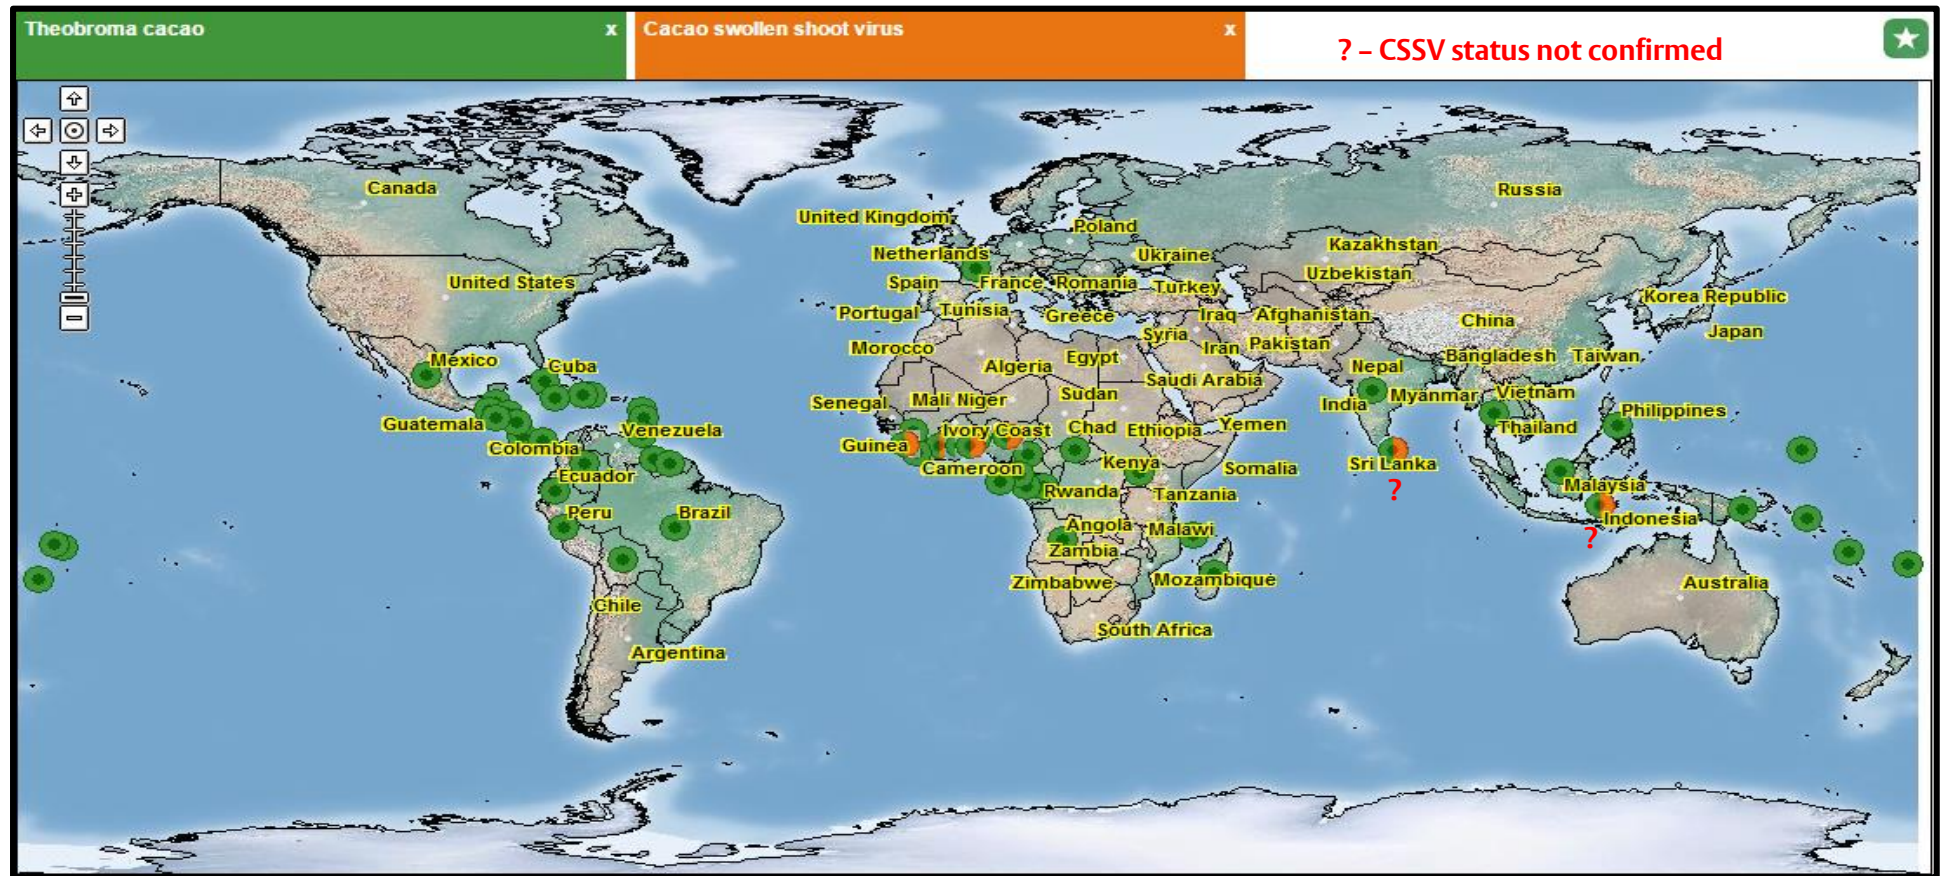 Theobroma cacao x
Cacao swollen shoot virus x
? – CSSV status not confirmed
Canada
Russia
United Kingdom
Poland
Netherlands
Ukraine
Kazakhstan
United States
Spain
France
Romania
Turkey
Uzbekistan
Korea Republic
Portugal
Tunisia
Greece
Iraq
Afghanistan
China
Japan
Syria
Morocco
Iran
Pakistan
Mexico
Cuba
Algeria
Egypt
Nepal
Bangladesh
Taiwan
Saudi Arabia
Senegal
Mali
Niger
Sudan
India
Myanmar
Vietnam
Guatemala
Venezuela
Ivory Coast
Chad
Ethiopia
Yemen
Thailand
Philippines
Colombia
Guinea
Cameroon
Kenya
Somalia
Sri Lanka
?
Ecuador
Rwanda
Tanzania
Malaysia
Peru
Brazil
Angola
Malawi
Indonesia
?
Zambia
Chile
Zimbabwe
Mozambique
Australia
South Africa
Argentina